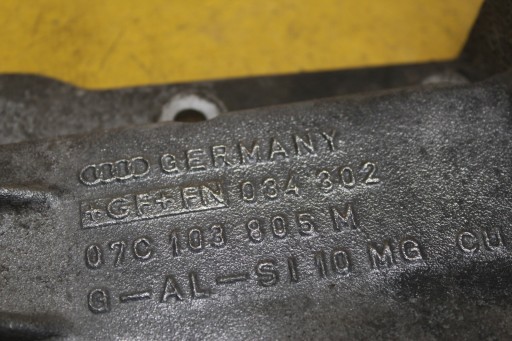 GERMANY
+GF+ FN 034 302
07C 103 805 M
G-AL-SI 10 MG CU